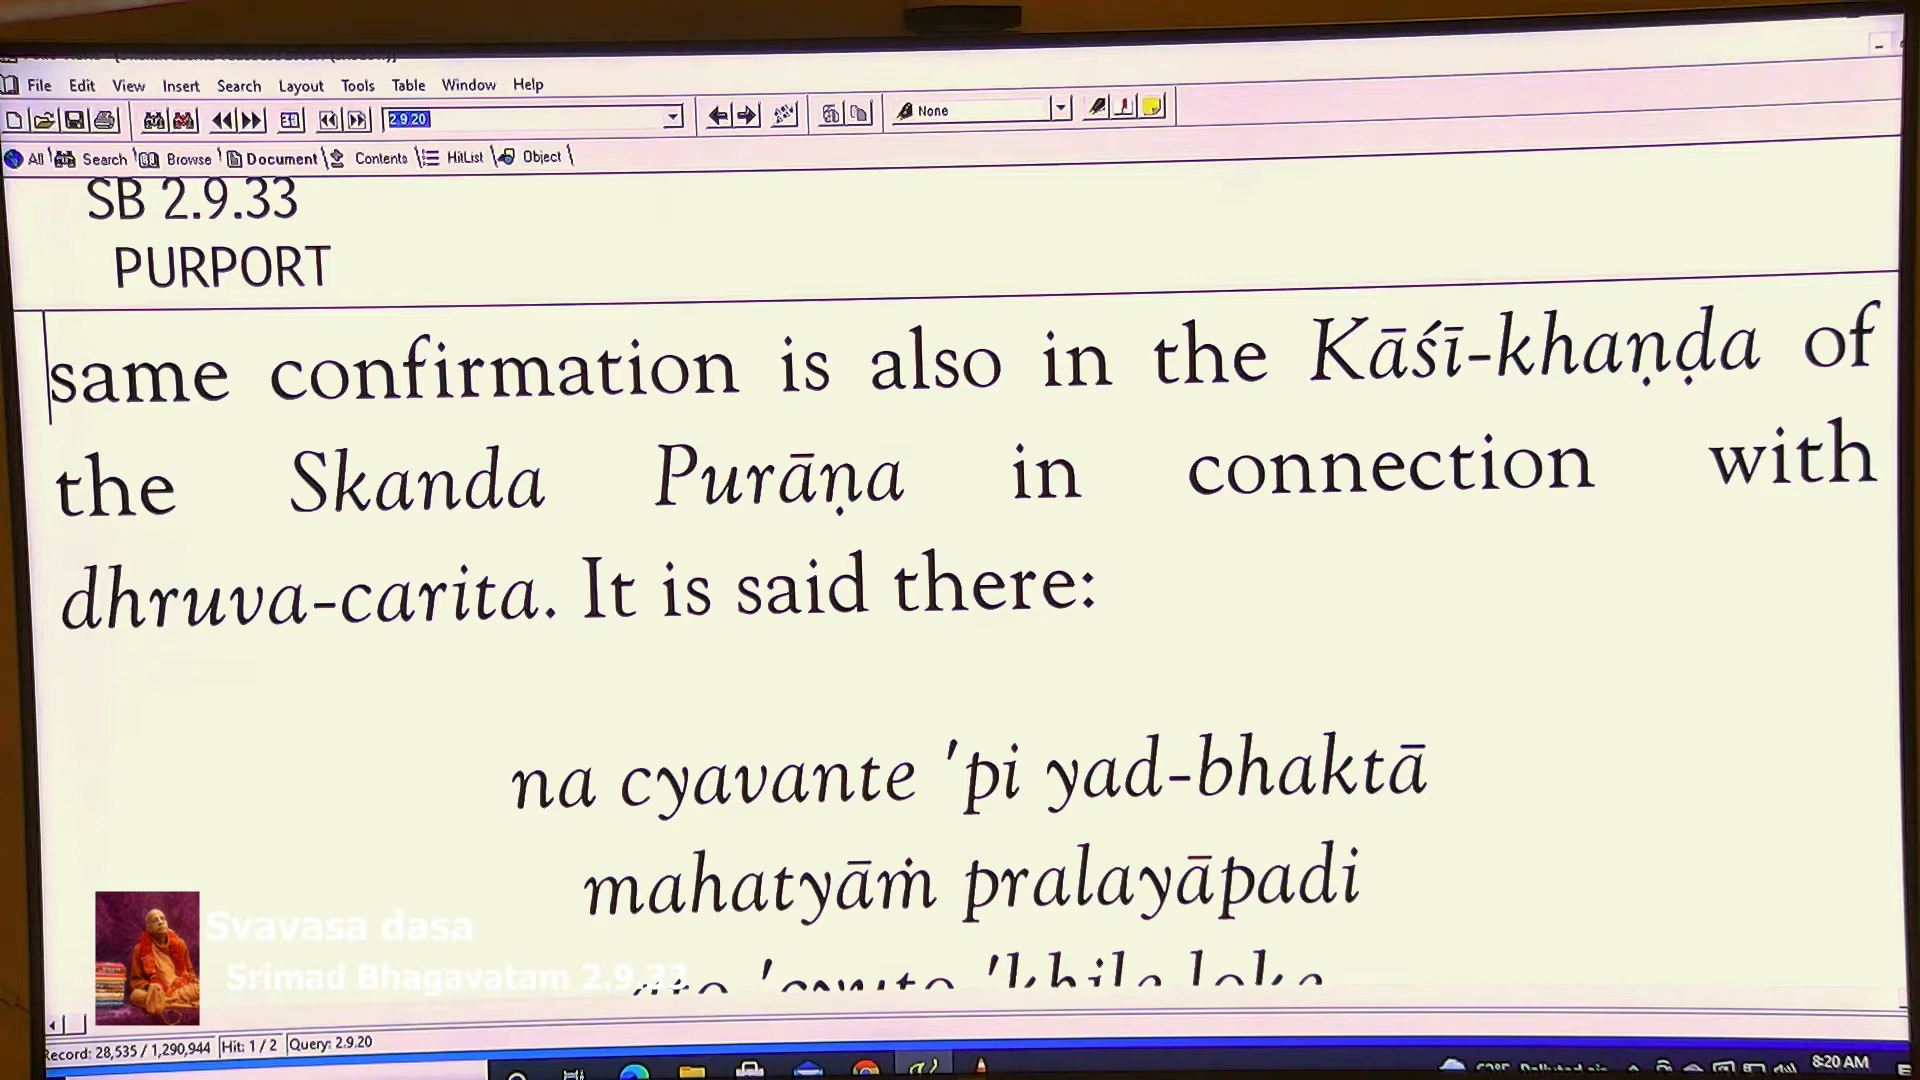 File Edit View Insert Search Layout Tools Table Window Help
2.9.20
None
All Search Browse Document Contents HitList Object
SB 2.9.33
PURPORT
same confirmation is also in the Kāśī-khaṇḍa of
the Skanda Purāṇa in connection with
dhruva-carita. It is said there:
na cyavante 'pi yad-bhaktā
mahatyāṁ pralayāpadi
Svavasa dasa
Srimad Bhagavatam 2.9.33
Record: 28,535 / 1,290,944 Hit: 1 / 2 Query: 2.9.20
8:20 AM